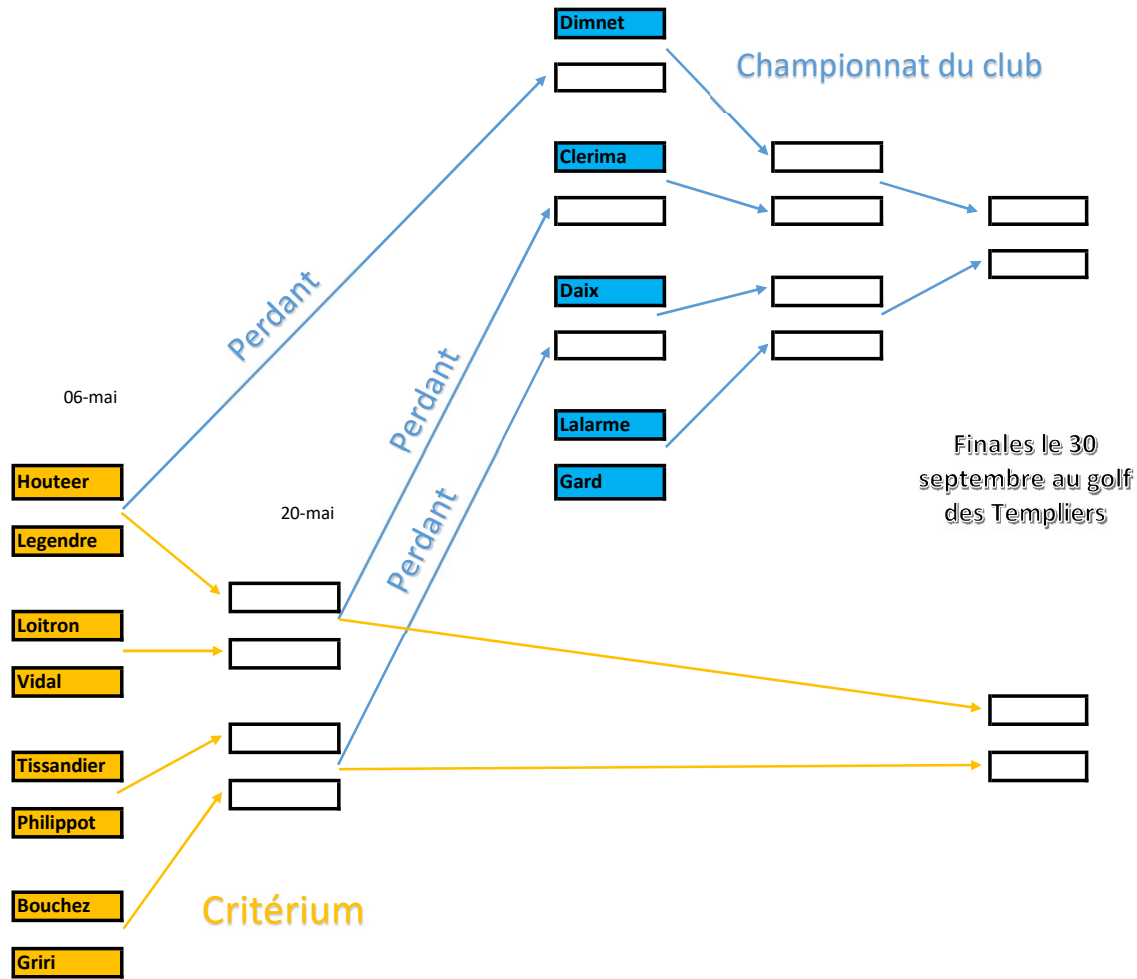 Dimnet
Championnat du club
Clerima
Perdant
Daix
Perdant
06-mai
Lalarme
Finales le 30
septembre au golf
des Templiers
Houteer
Gard
20-mai
Perdant
Legendre
Loitron
Vidal
Tissandier
Philippot
Bouchez
Critérium
Griri